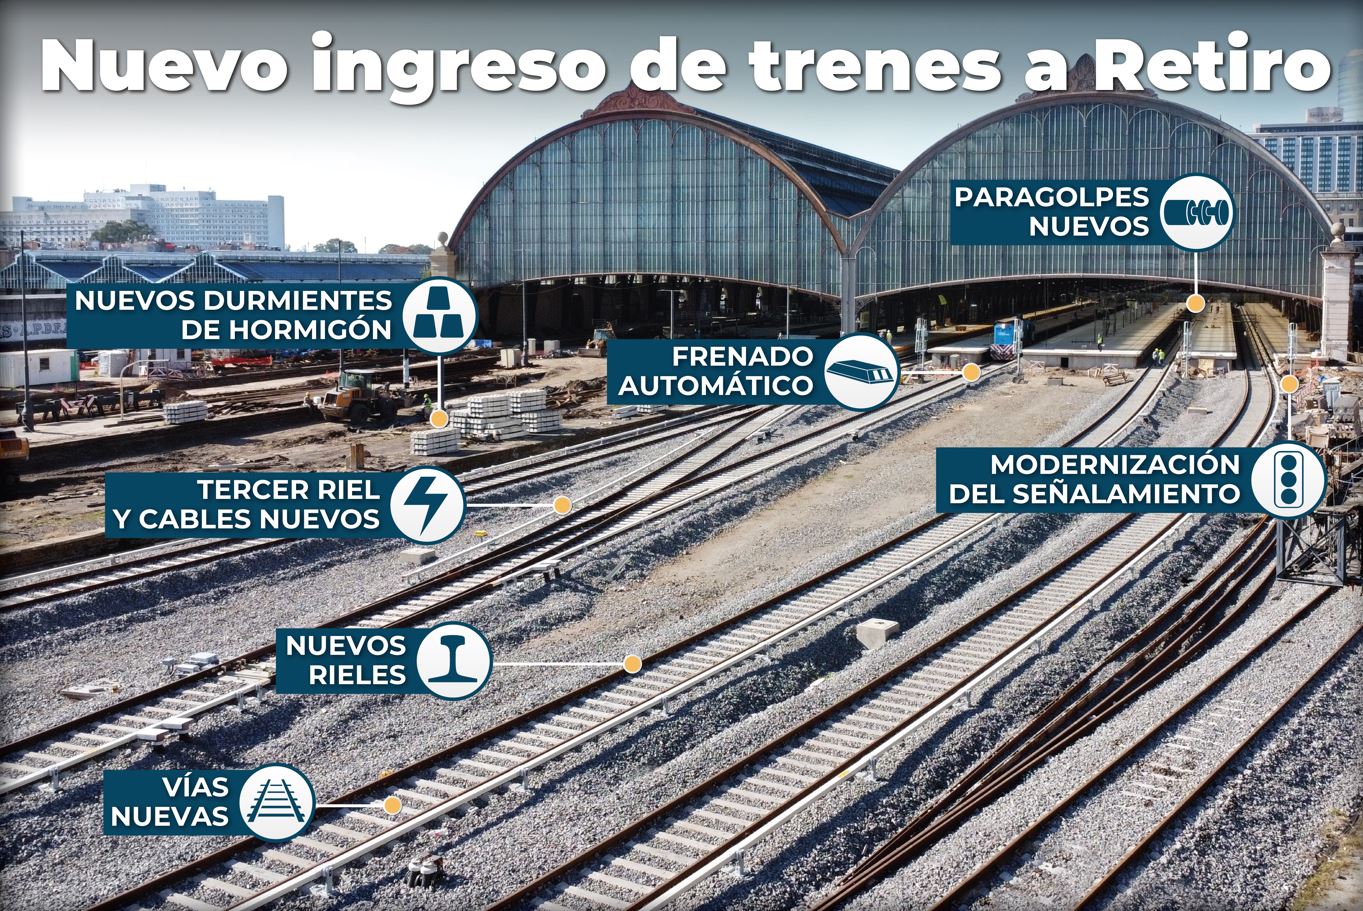 Nuevo ingreso de trenes a Retiro
PARAGOLPES
NUEVOS
NUEVOS DURMIENTES
DE HORMIGÓN
FRENADO
AUTOMÁTICO
MODERNIZACIÓN
DEL SEÑALAMIENTO
TERCER RIEL
Y CABLES NUEVOS
NUEVOS
RIELES
VÍAS
NUEVAS